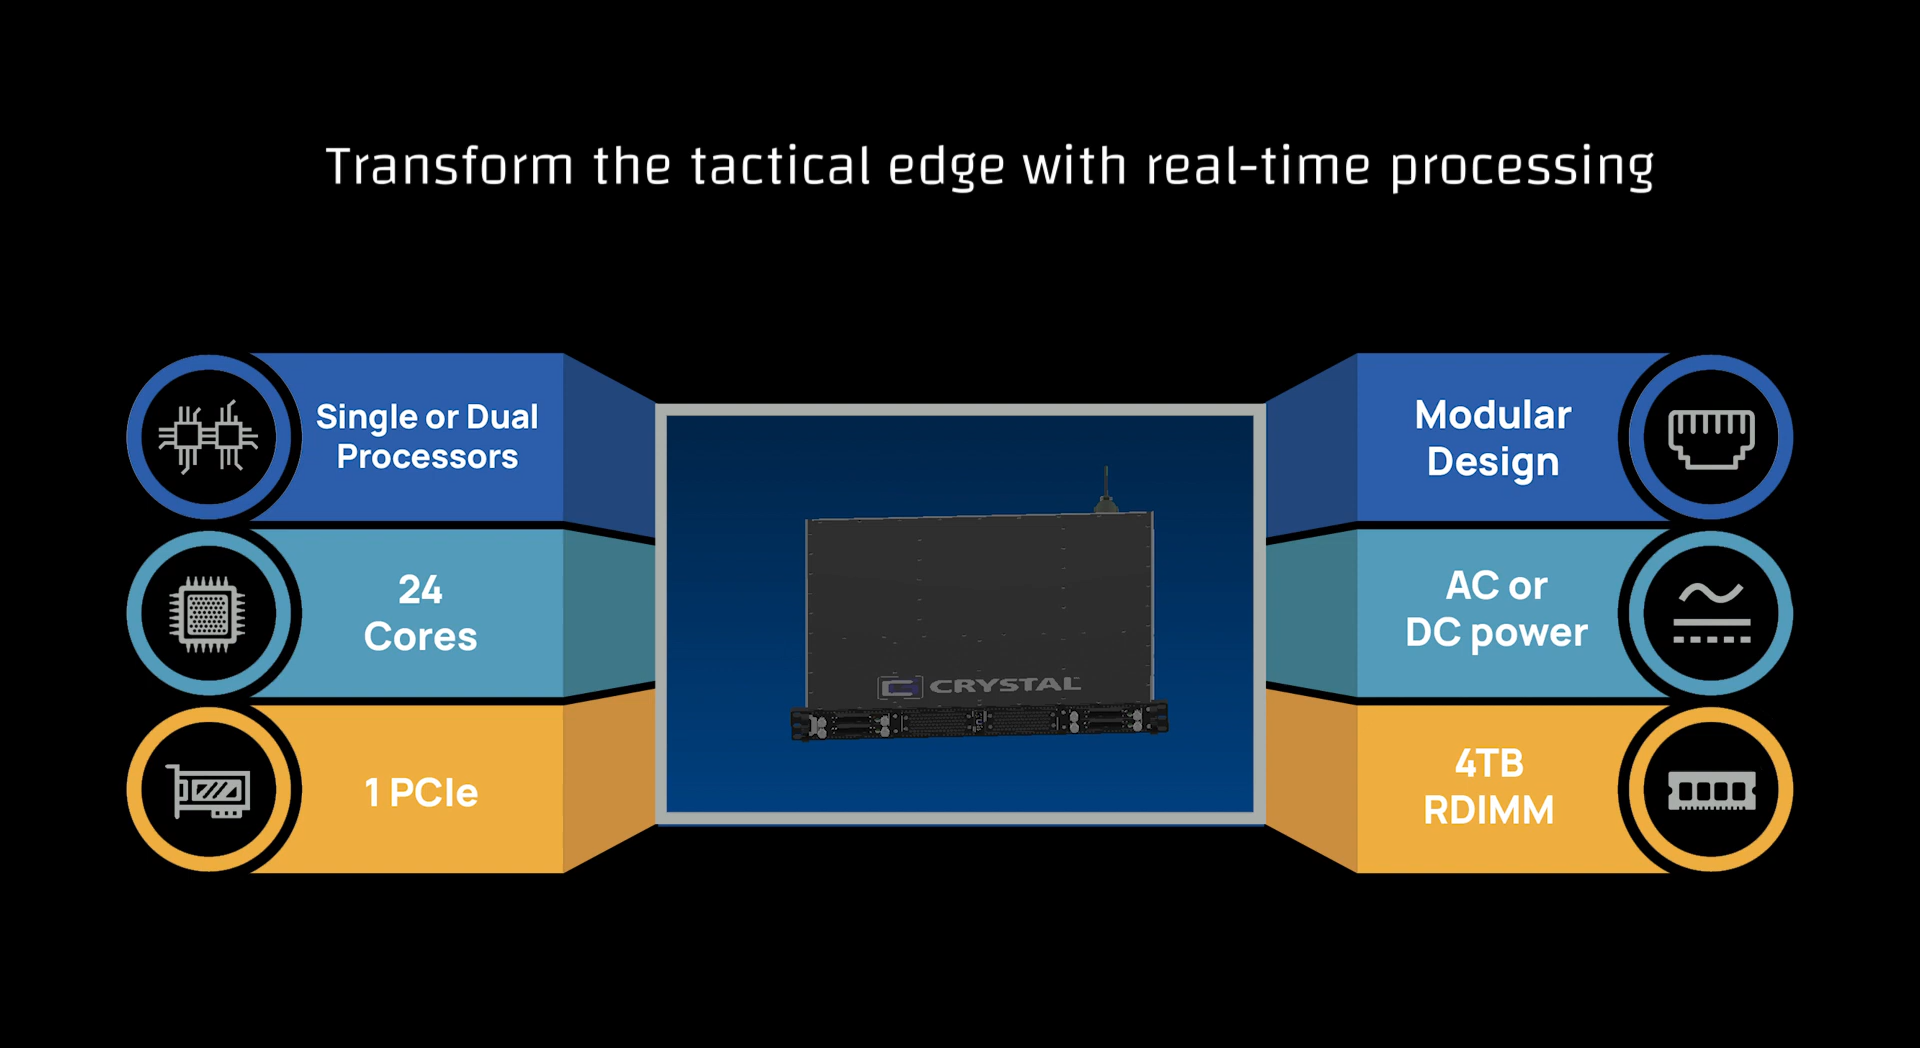 Transform the tactical edge with real-time processing
Single or Dual
Processors
24
Cores
1 PCIe
CRYSTAL
Modular
Design
AC or
DC power
4TB
RDIMM